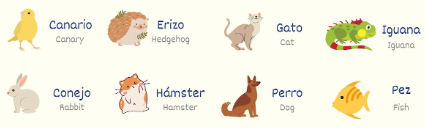 Canario
Canary
Erizo
Hedgehog
Gato
Cat
Iguana
Iguana
Conejo
Rabbit
Hámster
Hamster
Perro
Dog
Pez
Fish